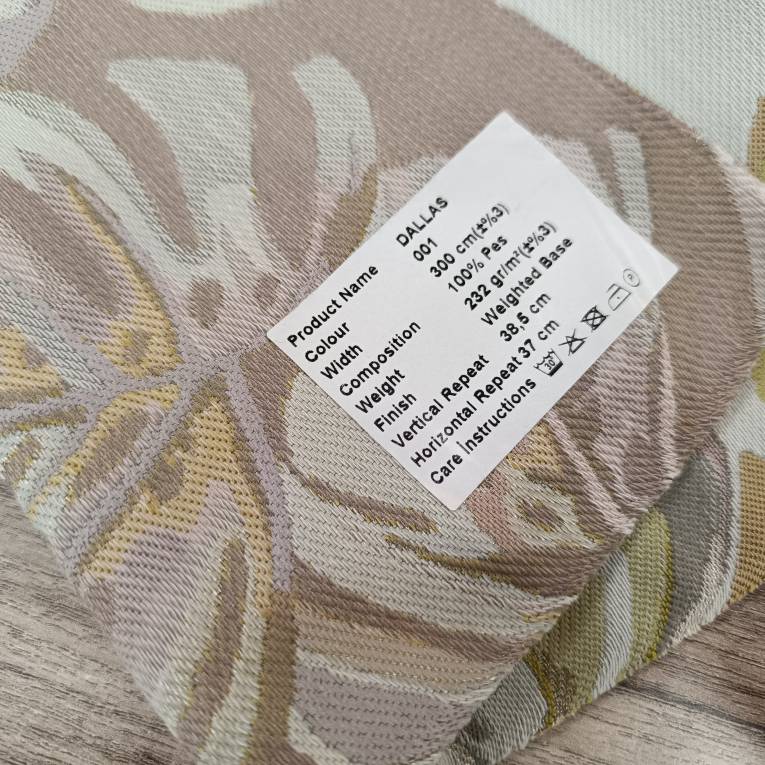 Product Name DALLAS
Colour 001
Width 300 cm(±%3)
Composition 100% Pes
Weight 232 gr/m²(±%3)
Finish Weighted Base
Vertical Repeat 38,5 cm
Horizontal Repeat 37 cm
Care Instructions 30 P